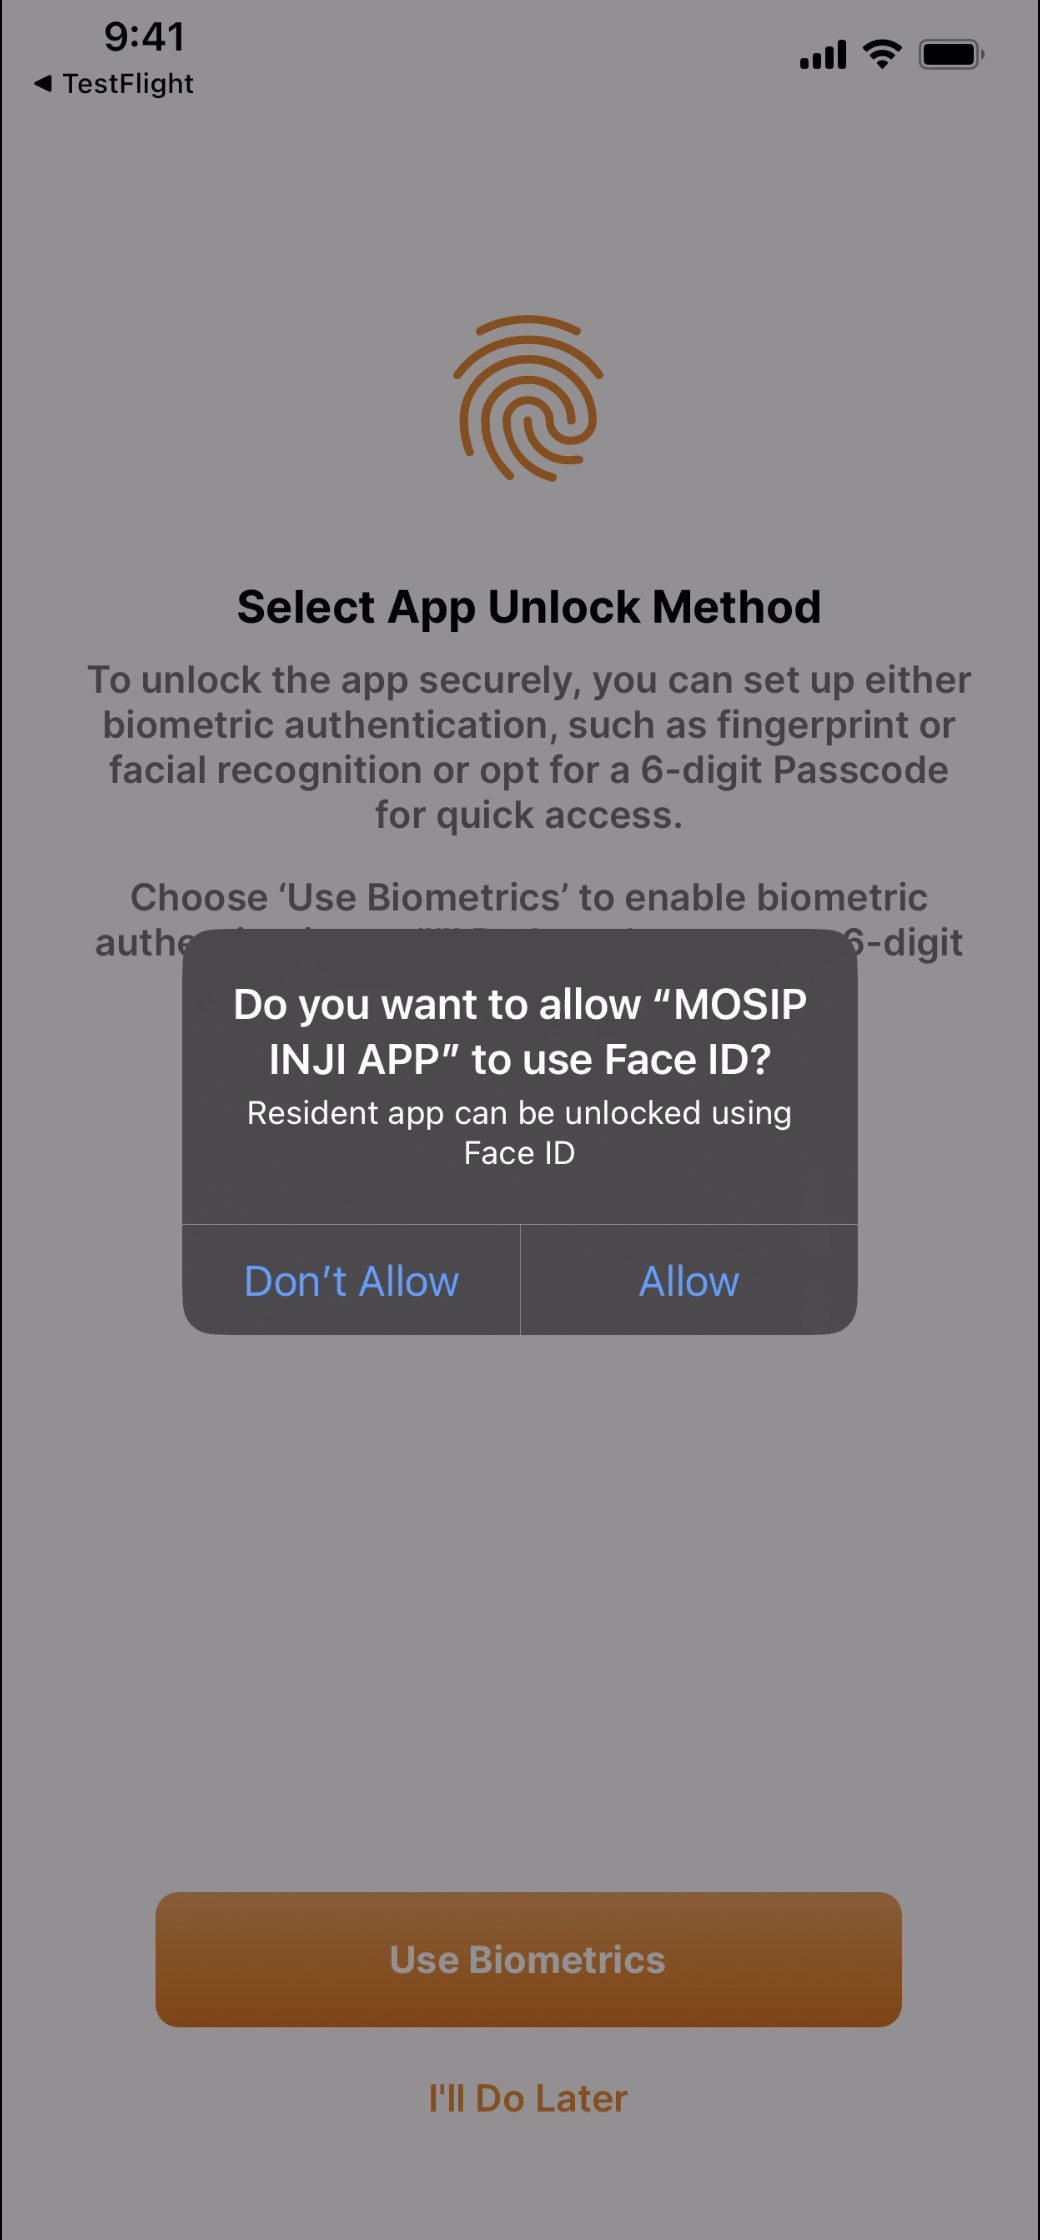 9:41
◀ TestFlight
Select App Unlock Method
To unlock the app securely, you can set up either
biometric authentication, such as fingerprint or
facial recognition or opt for a 6-digit Passcode
for quick access.
Choose ‘Use Biometrics’ to enable biometric
6-digit
Do you want to allow “MOSIP
INJI APP” to use Face ID?
Resident app can be unlocked using
Face ID
Don’t Allow
Allow
Use Biometrics
I'll Do Later